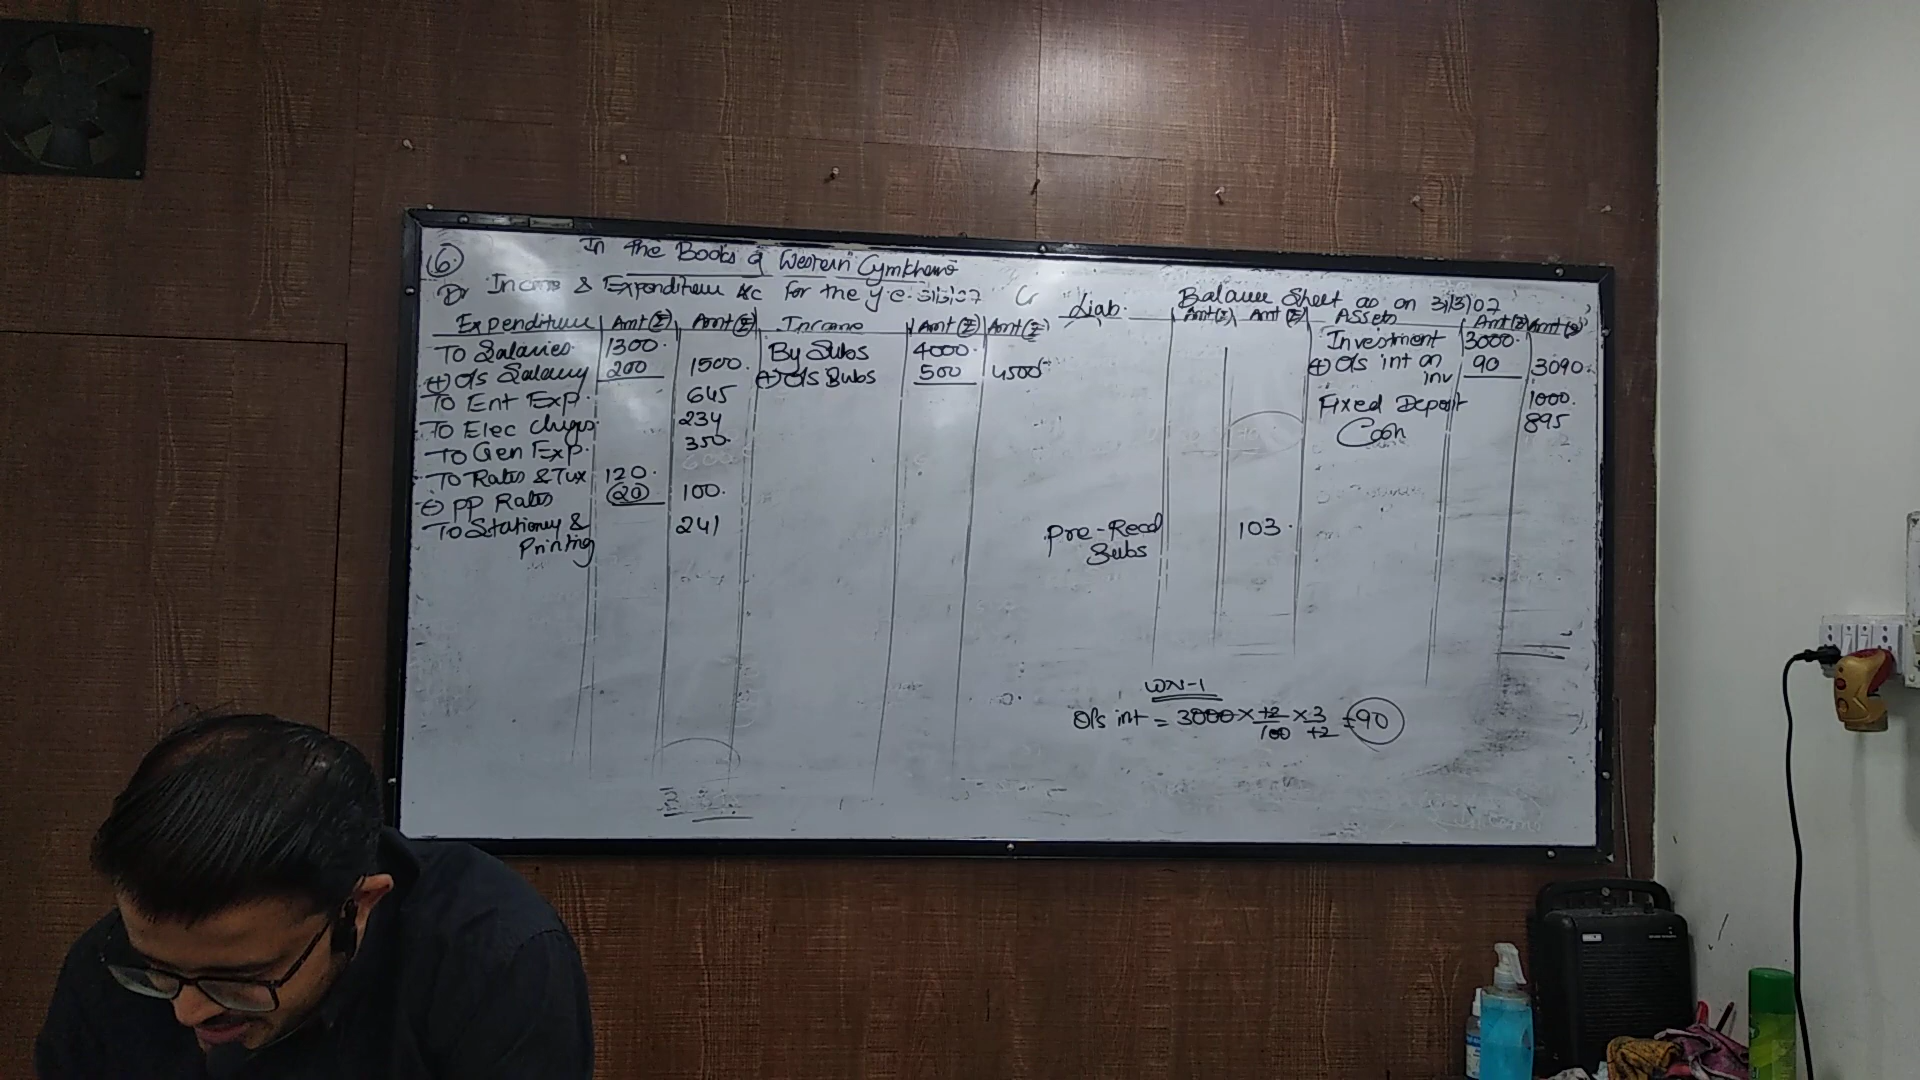 6.
In the Books of Western Gymkhana
Dr Income & Expenditure A/c for the y.e. 31/3/07 Cr
Expenditure Amt(₹) Amt(₹) Income Amt(₹) Amt(₹)
To Salaries 1300.
(+) O/s Salary 200 1500.
To Ent Exp. 645
To Elec chrgs. 234
To Gen Exp. 350.
To Rates & Tax 120.
(-) PP Rates (20) 100.
To Stationery & 241
Printing
By Subs 4000.
(+) O/s Subs 500 4500
Balance Sheet as on 31/3/07
Liab. Amt(₹) Amt(₹) Assets Amt(₹) Amt(₹)
Pre-Recd 103.
Subs
Investment 3000.
(+) O/s int on 90 3090.
inv
Fixed Deposit 1000.
Cash 895
WN-1
O/s int = 3000 × 12/100 × 3/12 = 90